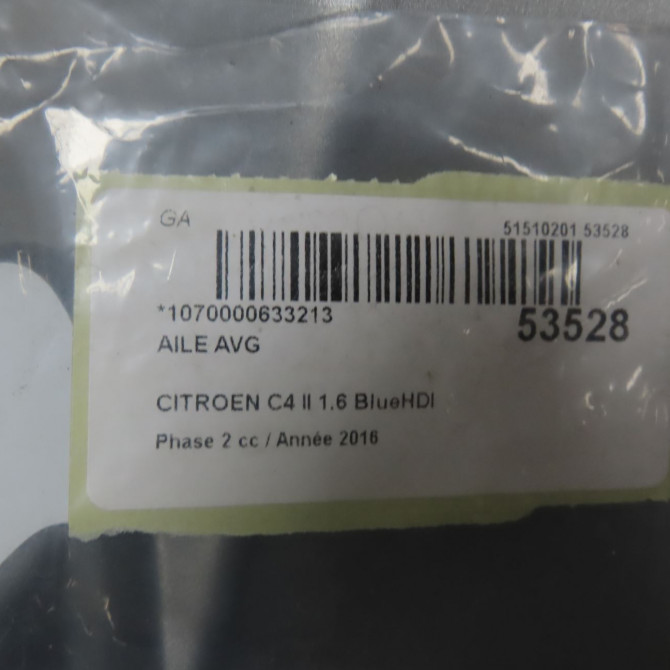 GA
51510201 53528
*1070000633213
53528
AILE AVG
CITROEN C4 II 1.6 BlueHDI
Phase 2 cc / Année 2016